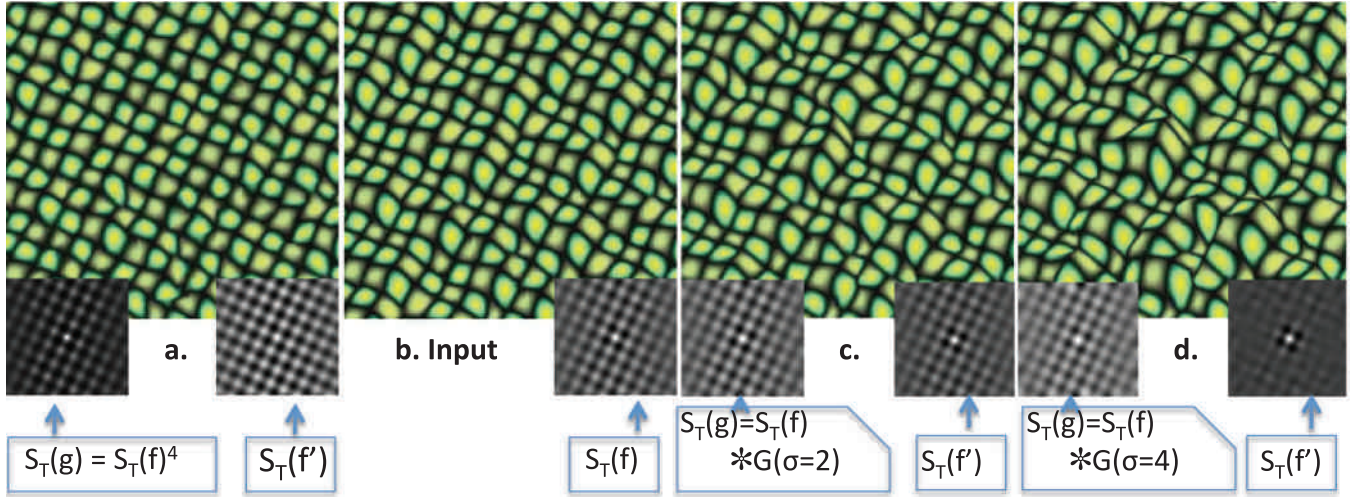 a.
b. Input
c.
d.
S_T(g) = S_T(f)^4
S_T(f')
S_T(f)
S_T(g)=S_T(f)
✻G(σ=2)
S_T(f')
S_T(g)=S_T(f)
✻G(σ=4)
S_T(f')